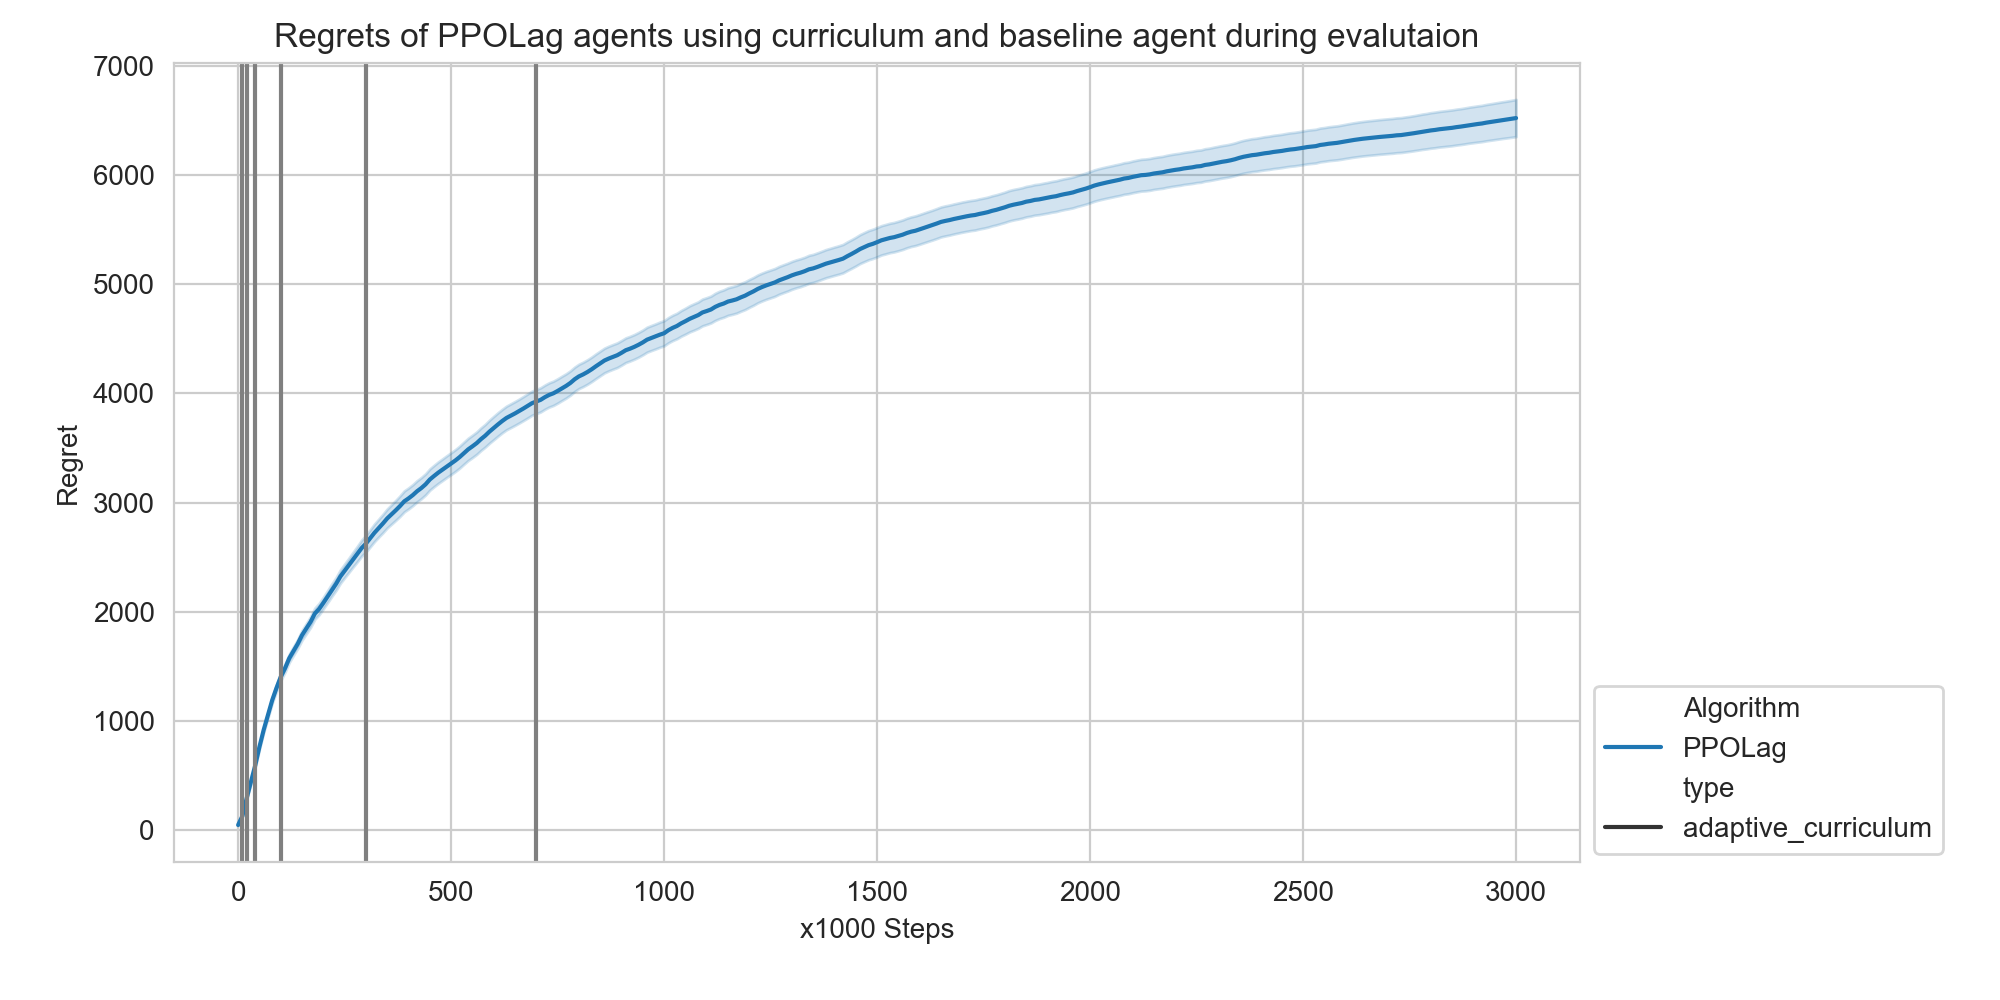 Regrets of PPOLag agents using curriculum and baseline agent during evalutaion
7000
6000
5000
4000
3000
2000
1000
0
Regret
0 500 1000 1500 2000 2500 3000
x1000 Steps
Algorithm
PPOLag
type
adaptive_curriculum